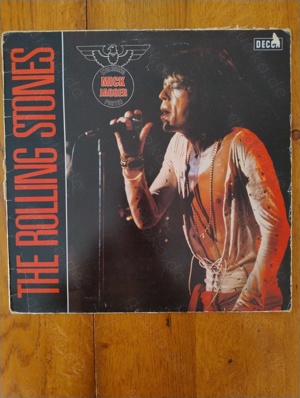 THE ROLLING STONES
MICK
JAGGER
DECCA